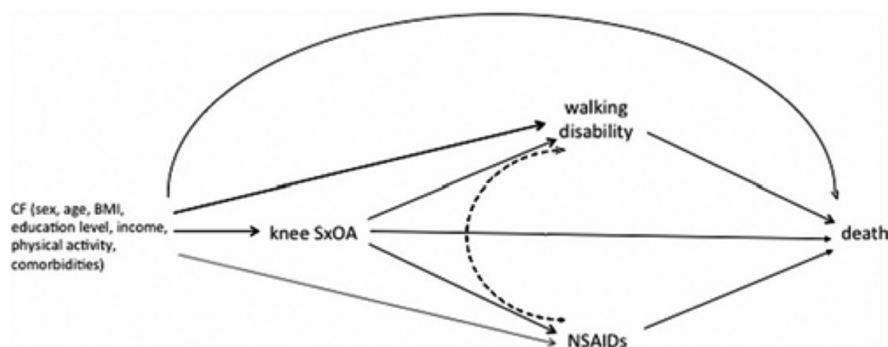 walking
disability
CF (sex, age, BMI,
education level, income,
physical activity,
comorbidities)
knee SxOA
death
NSAIDs